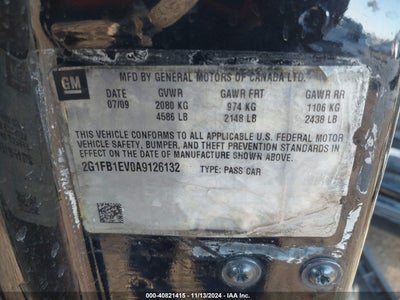 GM
MFD BY GENERAL MOTORS OF CANADA LTD.
DATE GVWR GAWR FRT GAWR RR
07/09 2080 KG 974 KG 1106 KG
4586 LB 2148 LB 2438 LB
THIS VEHICLE CONFORMS TO ALL APPLICABLE U.S. FEDERAL MOTOR
VEHICLE SAFETY, BUMPER, AND THEFT PREVENTION STANDARDS IN
EFFECT ON THE DATE OF MANUFACTURE SHOWN ABOVE.
2G1FB1EV0A9126132 TYPE: PASS CAR
000-40821415 - 11/13/2024 - IAA Inc.